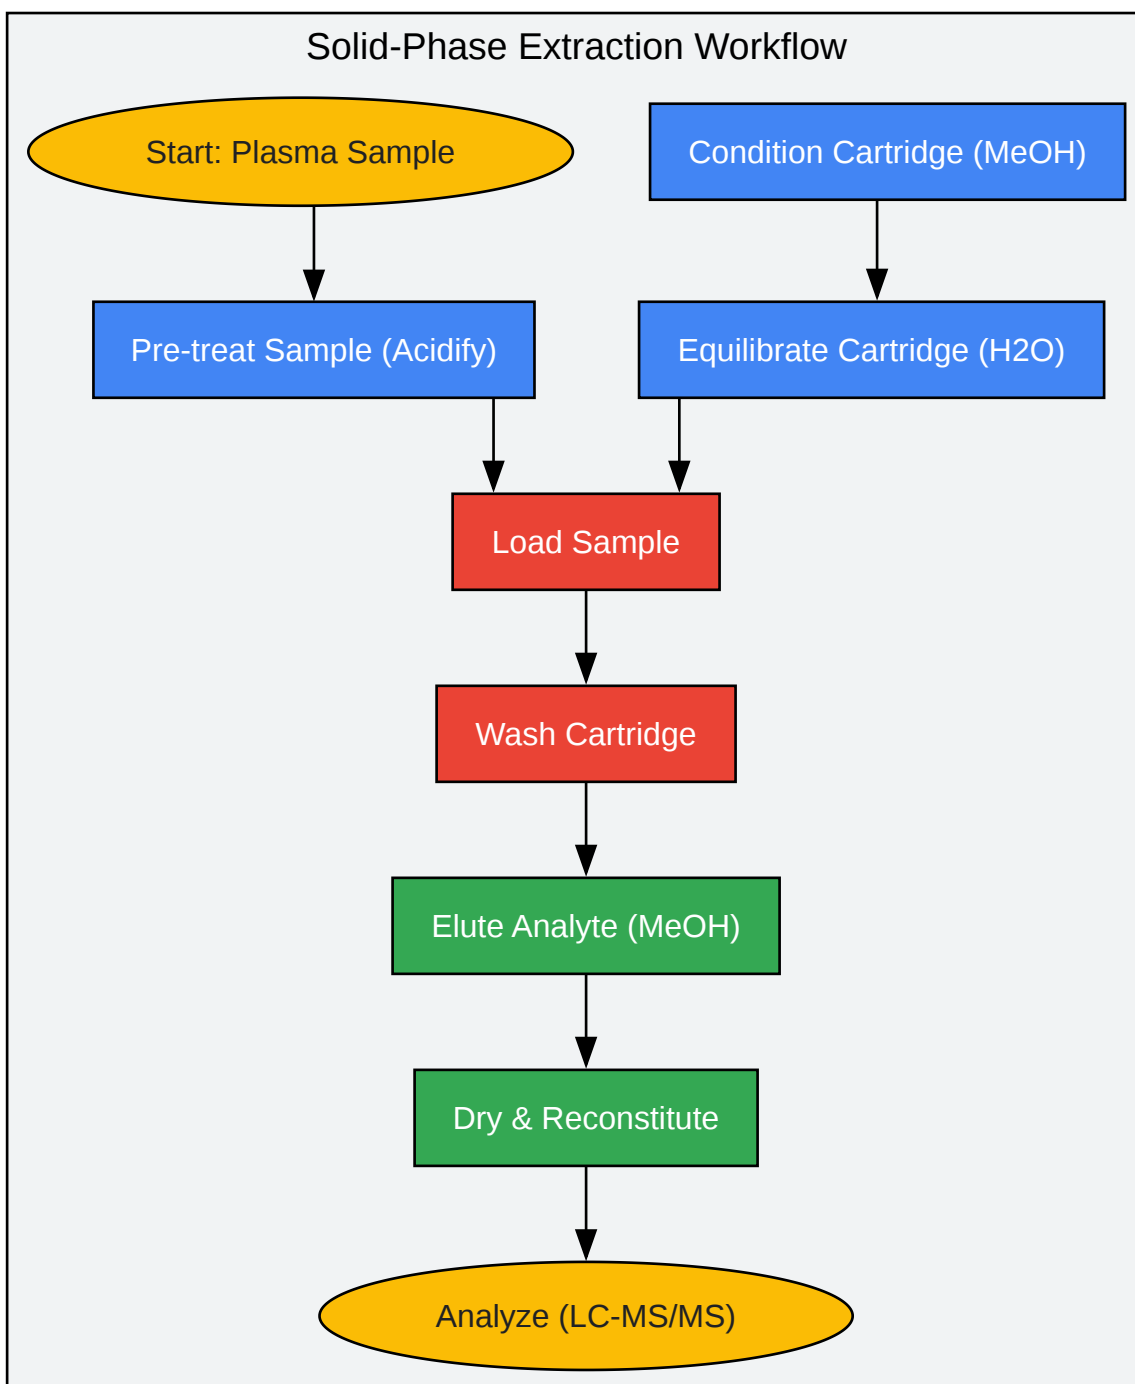 Solid-Phase Extraction Workflow
Start: Plasma Sample
Condition Cartridge (MeOH)
Pre-treat Sample (Acidify)
Equilibrate Cartridge (H2O)
Load Sample
Wash Cartridge
Elute Analyte (MeOH)
Dry & Reconstitute
Analyze (LC-MS/MS)